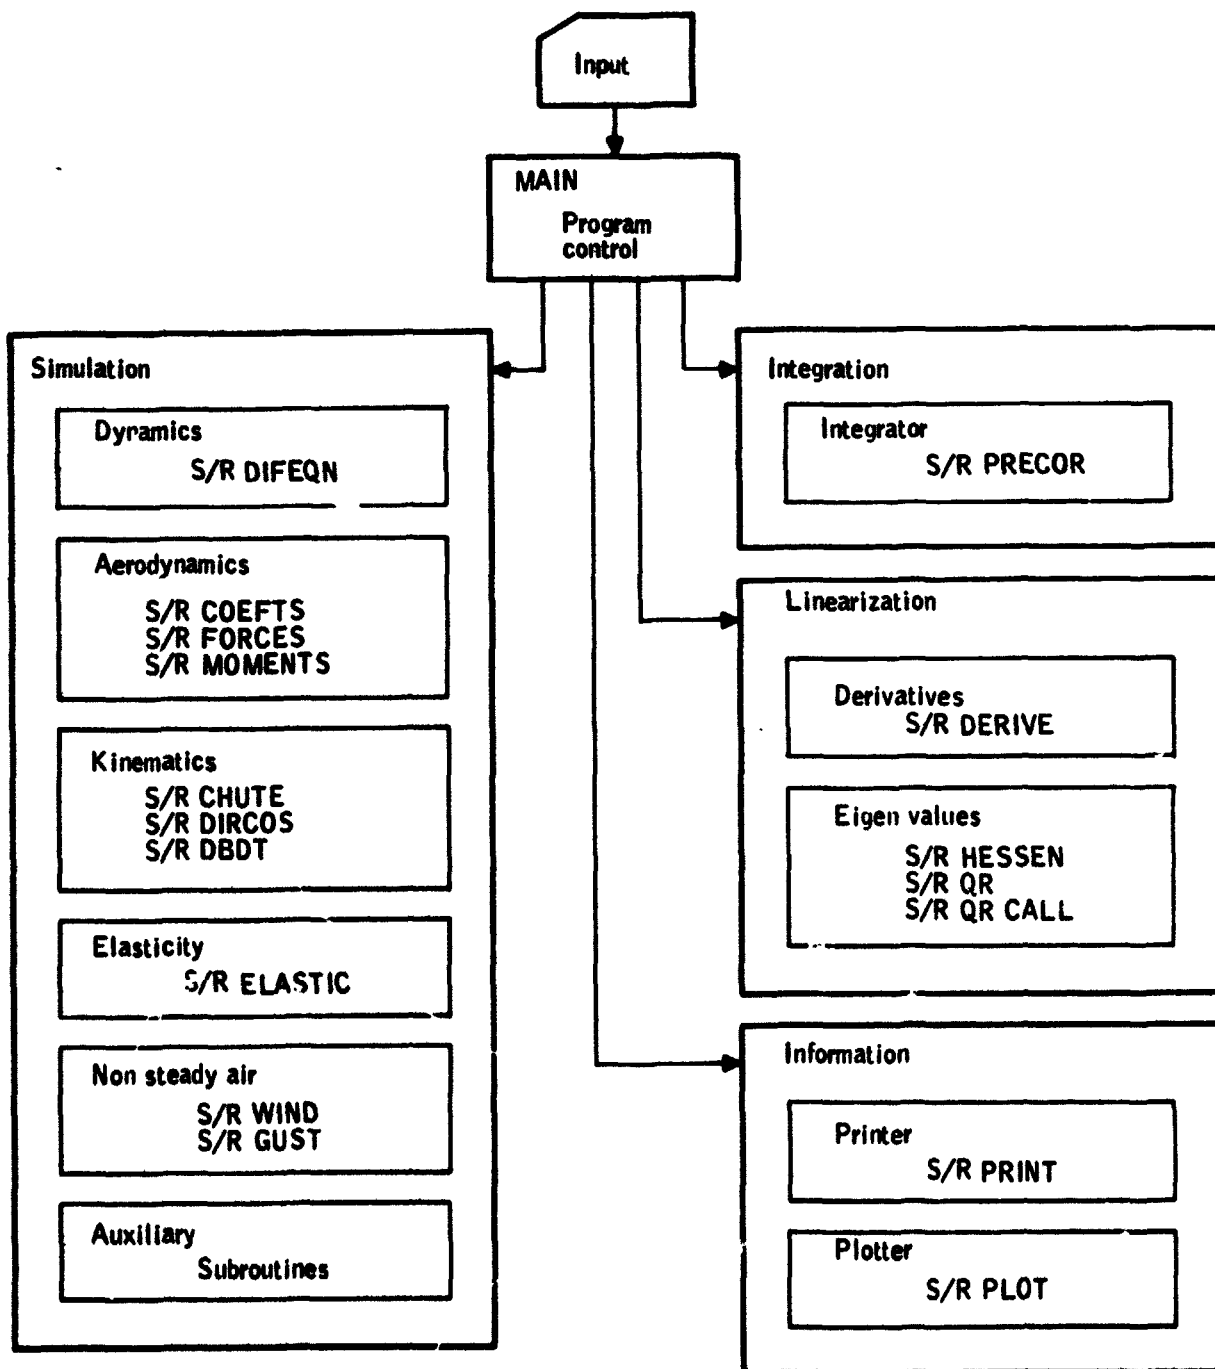 Input
MAIN
Program
control
Simulation
Dynamics
S/R DIFEQN
Aerodynamics
S/R COEFTS
S/R FORCES
S/R MOMENTS
Kinematics
S/R CHUTE
S/R DIRCOS
S/R DBDT
Elasticity
S/R ELASTIC
Non steady air
S/R WIND
S/R GUST
Auxiliary
Subroutines
Integration
Integrator
S/R PRECOR
Linearization
Derivatives
S/R DERIVE
Eigen values
S/R HESSEN
S/R QR
S/R QR CALL
Information
Printer
S/R PRINT
Plotter
S/R PLOT